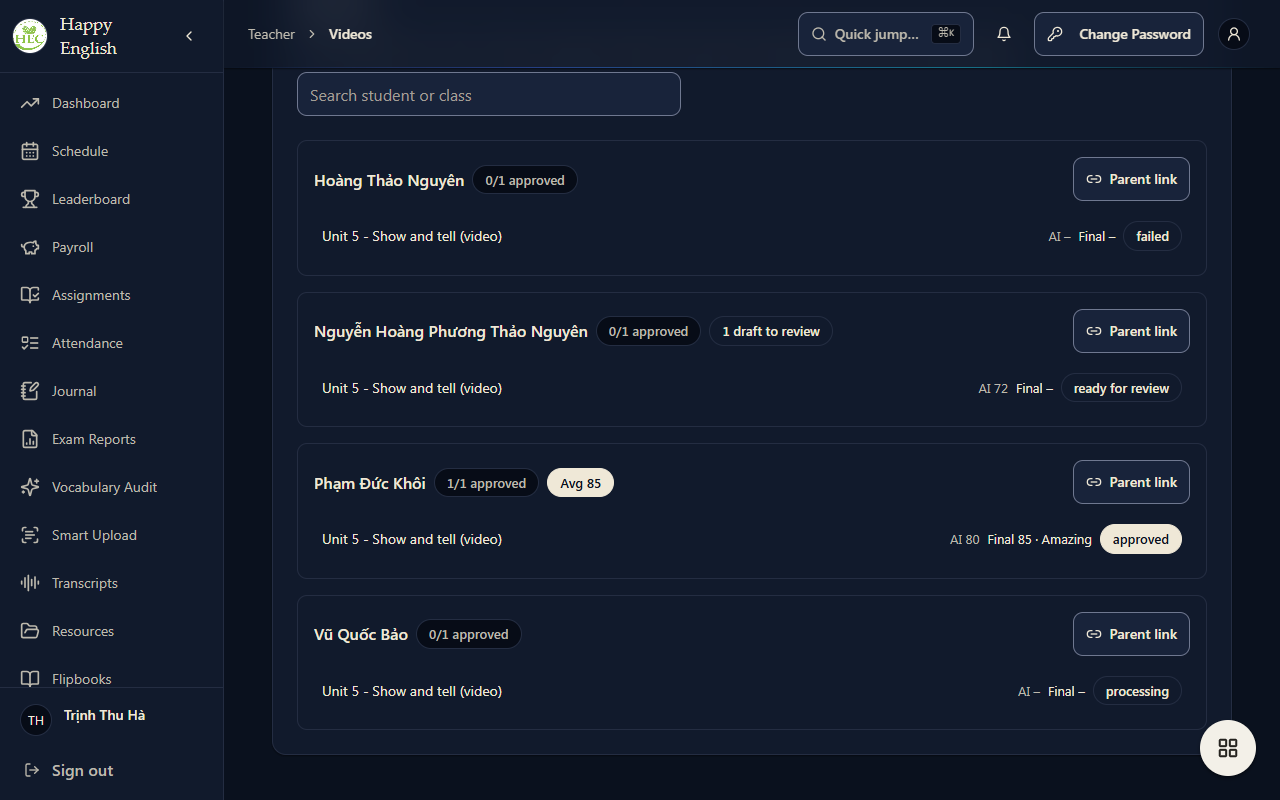 Happy
English
HEC
Teacher > Videos
Quick jump... ⌘K
Change Password
Dashboard
Schedule
Leaderboard
Payroll
Assignments
Attendance
Journal
Exam Reports
Vocabulary Audit
Smart Upload
Transcripts
Resources
Flipbooks
TH Trịnh Thu Hà
Sign out
Search student or class
Hoàng Thảo Nguyên 0/1 approved Parent link
Unit 5 - Show and tell (video) AI – Final – failed
Nguyễn Hoàng Phương Thảo Nguyên 0/1 approved 1 draft to review Parent link
Unit 5 - Show and tell (video) AI 72 Final – ready for review
Phạm Đức Khôi 1/1 approved Avg 85 Parent link
Unit 5 - Show and tell (video) AI 80 Final 85 · Amazing approved
Vũ Quốc Bảo 0/1 approved Parent link
Unit 5 - Show and tell (video) AI – Final – processing